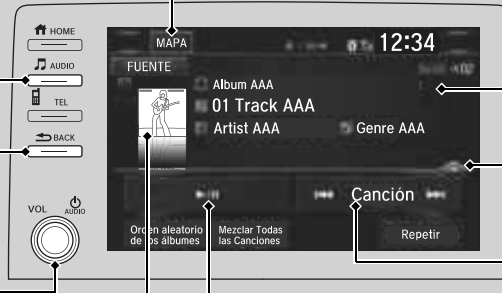 HOME
MAPA
12:34
AUDIO
FUENTE
Album AAA
01 Track AAA
TEL
Artist AAA
Genre AAA
BACK
Canción
VOL
AUDIO
Orden aleatorio
de los álbumes
Mezclar Todas
las Canciones
Repetir